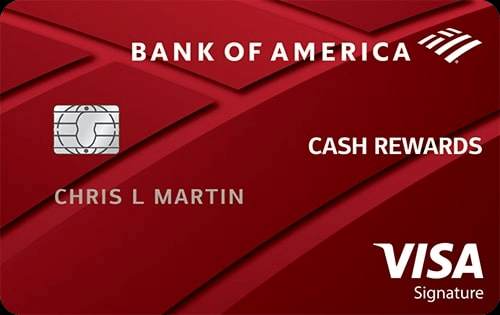 BANK OF AMERICA
CASH REWARDS
CHRIS L MARTIN
VISA
Signature